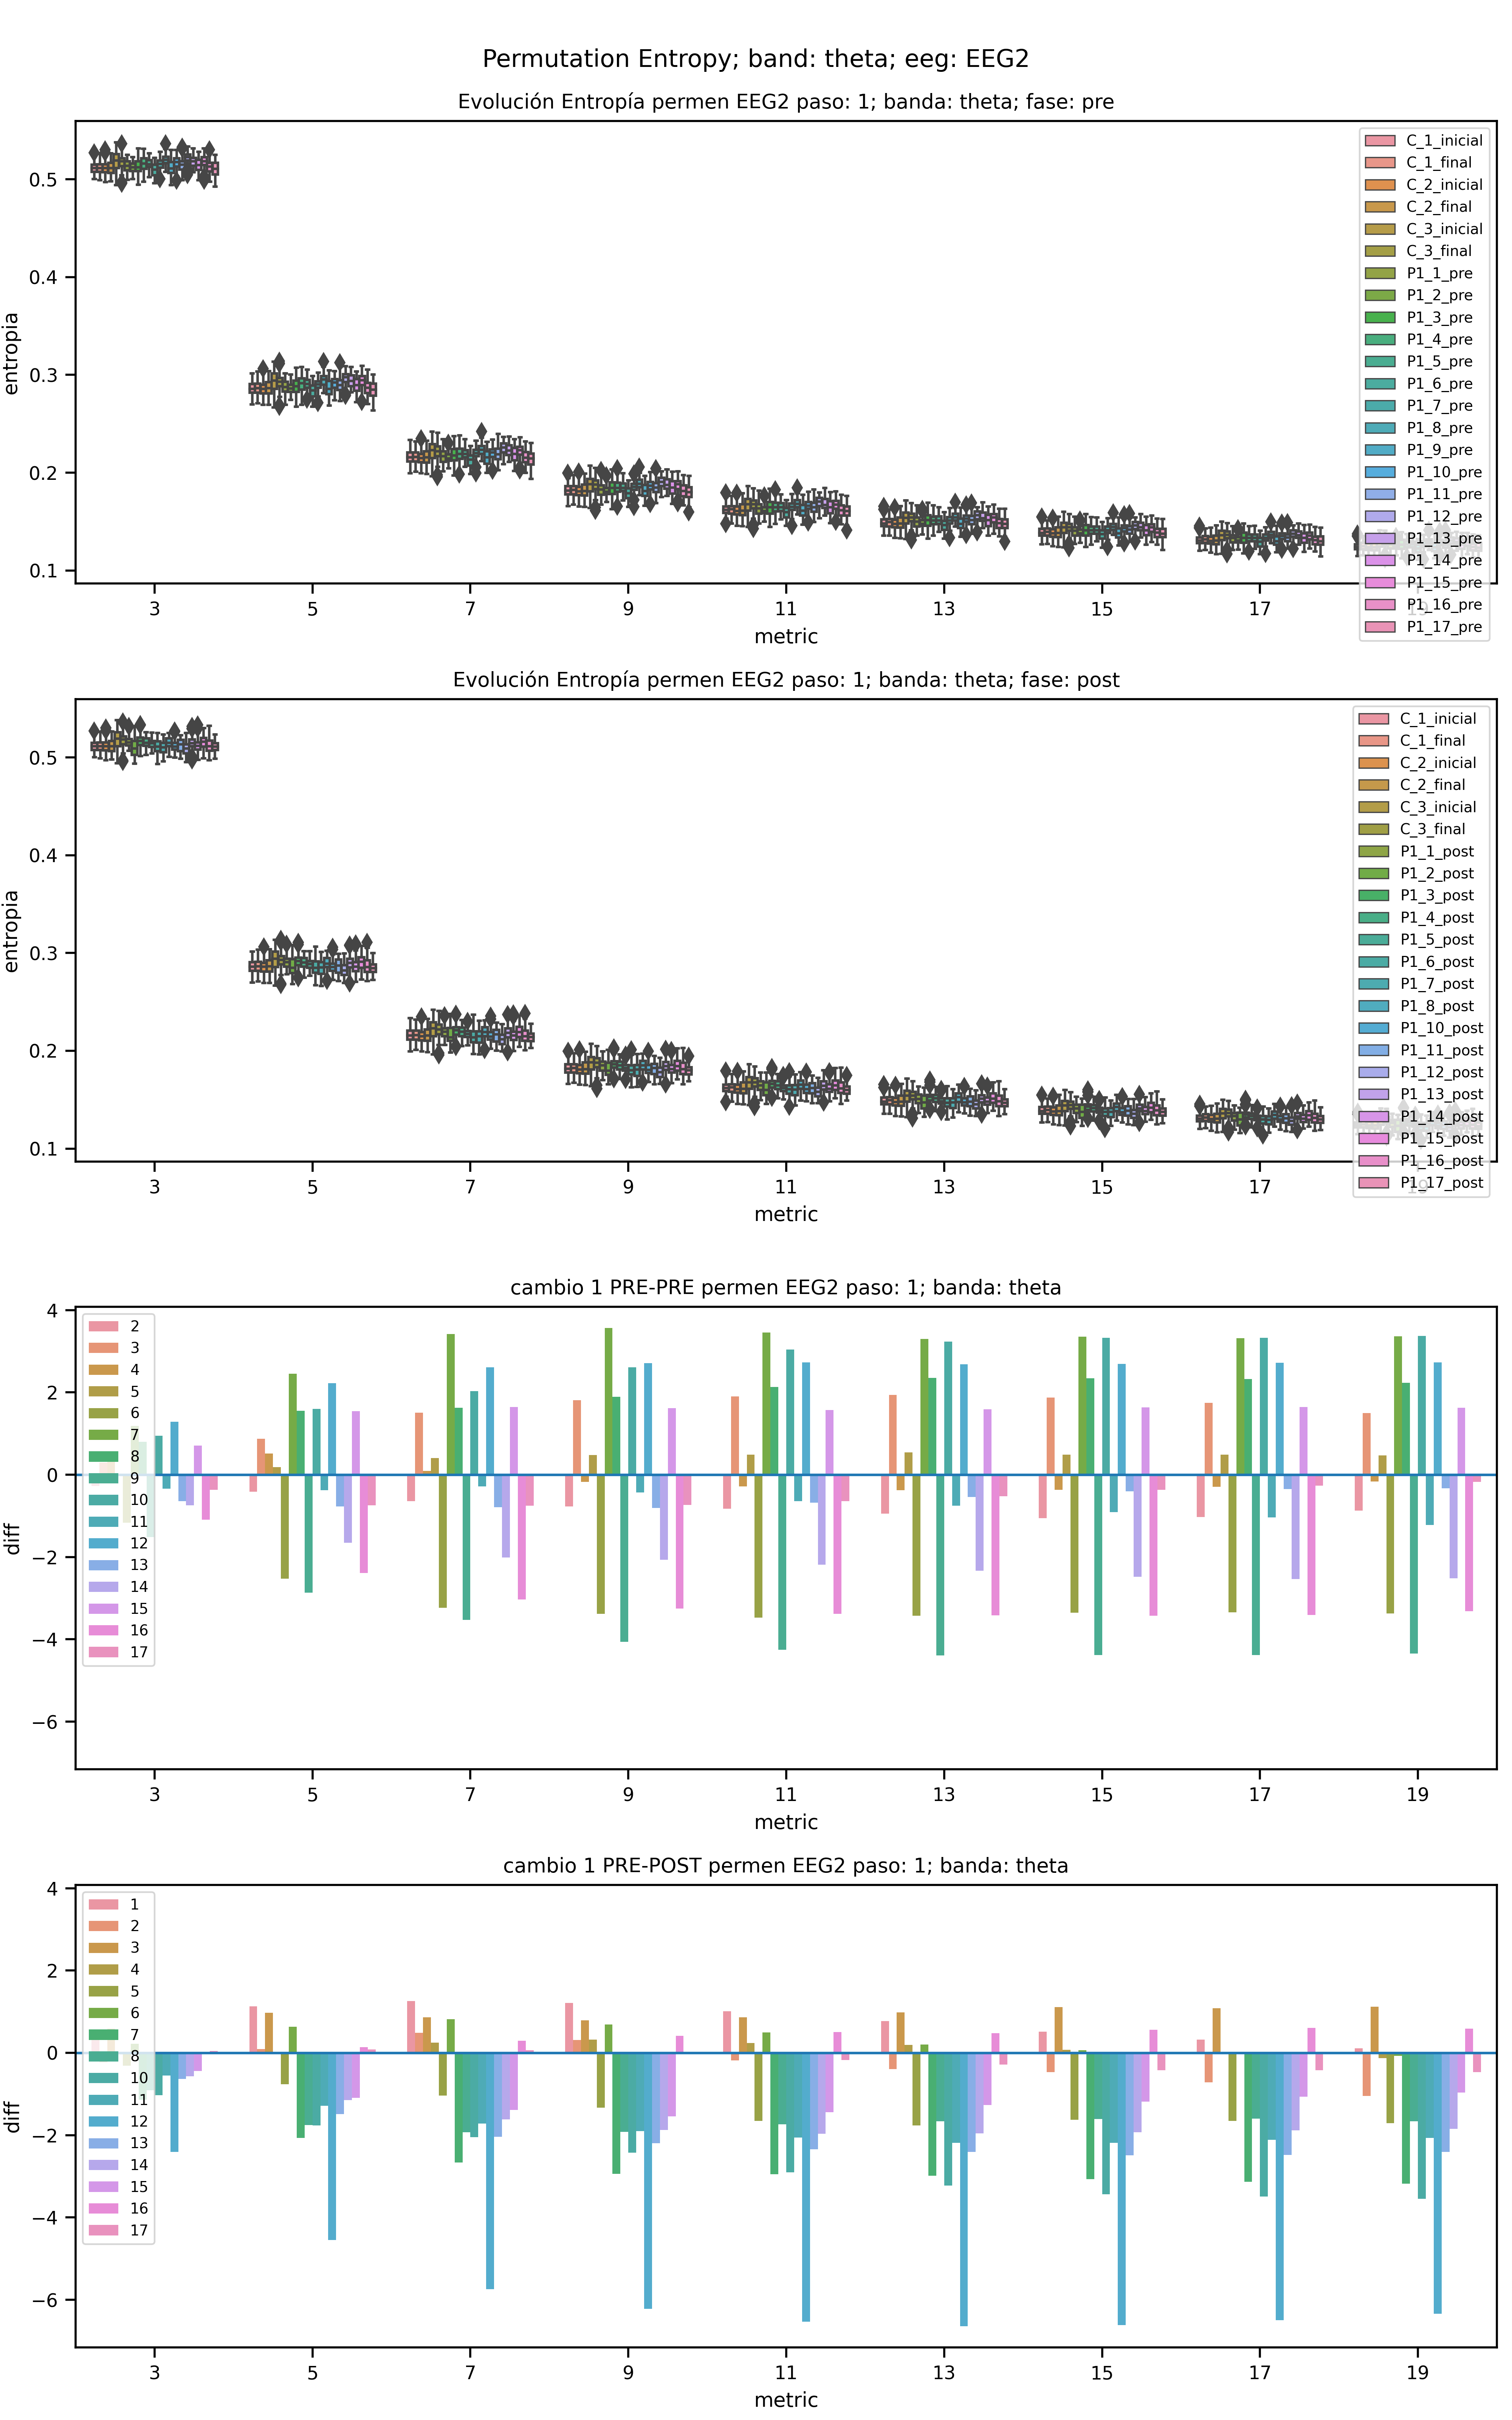 Permutation Entropy; band: theta; eeg: EEG2
Evolución Entropía permen EEG2 paso: 1; banda: theta; fase: pre
entropia
0.5
0.4
0.3
0.2
0.1
C_1_inicial
C_1_final
C_2_inicial
C_2_final
C_3_inicial
C_3_final
P1_1_pre
P1_2_pre
P1_3_pre
P1_4_pre
P1_5_pre
P1_6_pre
P1_7_pre
P1_8_pre
P1_9_pre
P1_10_pre
P1_11_pre
P1_12_pre
P1_13_pre
P1_14_pre
P1_15_pre
P1_16_pre
P1_17_pre
3 5 7 9 11 13 15 17 19
metric
Evolución Entropía permen EEG2 paso: 1; banda: theta; fase: post
entropia
0.5
0.4
0.3
0.2
0.1
C_1_inicial
C_1_final
C_2_inicial
C_2_final
C_3_inicial
C_3_final
P1_1_post
P1_2_post
P1_3_post
P1_4_post
P1_5_post
P1_6_post
P1_7_post
P1_8_post
P1_10_post
P1_11_post
P1_12_post
P1_13_post
P1_14_post
P1_15_post
P1_16_post
P1_17_post
3 5 7 9 11 13 15 17 19
metric
cambio 1 PRE-PRE permen EEG2 paso: 1; banda: theta
diff
4
2
0
−2
−4
−6
2
3
4
5
6
7
8
9
10
11
12
13
14
15
16
17
3 5 7 9 11 13 15 17 19
metric
cambio 1 PRE-POST permen EEG2 paso: 1; banda: theta
diff
4
2
0
−2
−4
−6
1
2
3
4
5
6
7
8
10
11
12
13
14
15
16
17
3 5 7 9 11 13 15 17 19
metric